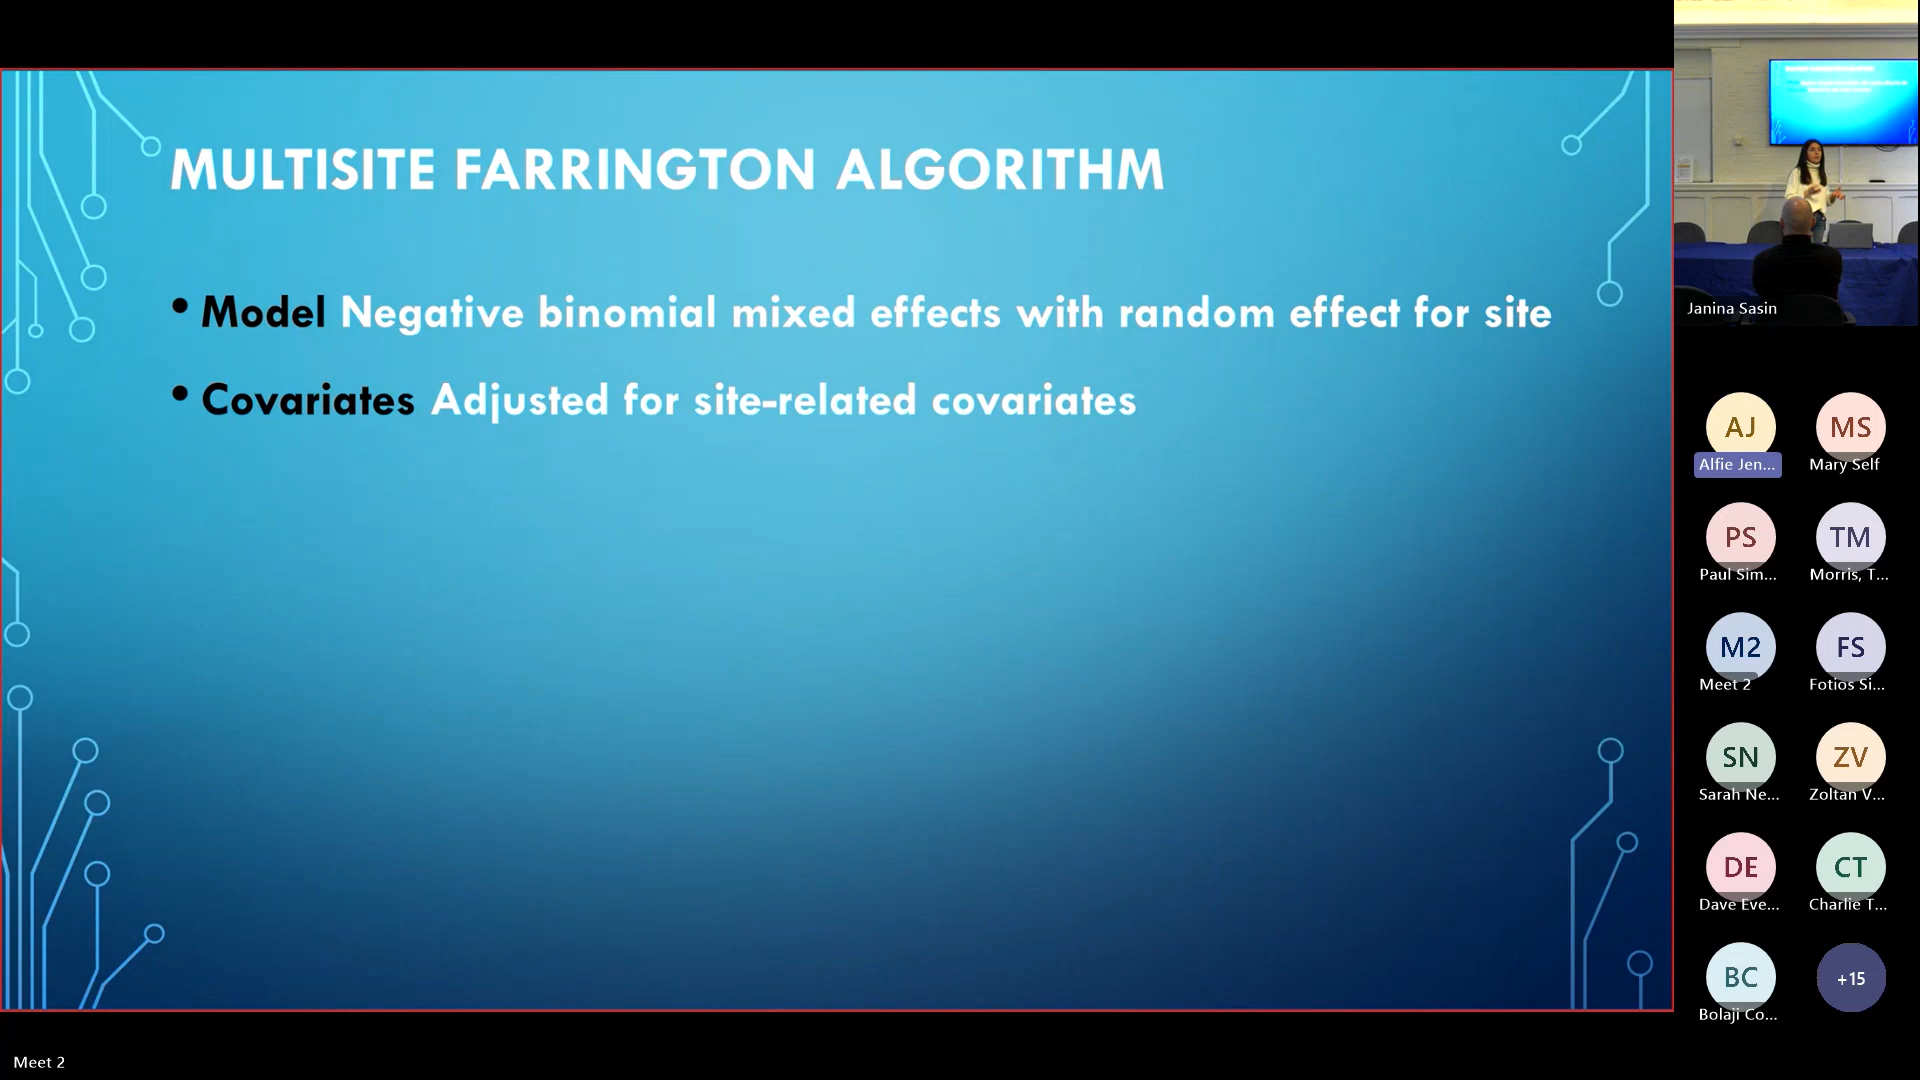 MULTISITE FARRINGTON ALGORITHM
• Model Negative binomial mixed effects with random effect for site
• Covariates Adjusted for site-related covariates
Janina Sasin
AJ
Alfie Jen...
MS
Mary Self
PS
Paul Sim...
TM
Morris, T...
M2
Meet 2
FS
Fotios Si...
SN
Sarah Ne...
ZV
Zoltan V...
DE
Dave Eve...
CT
Charlie T...
BC
Bolaji Co...
+15
Meet 2